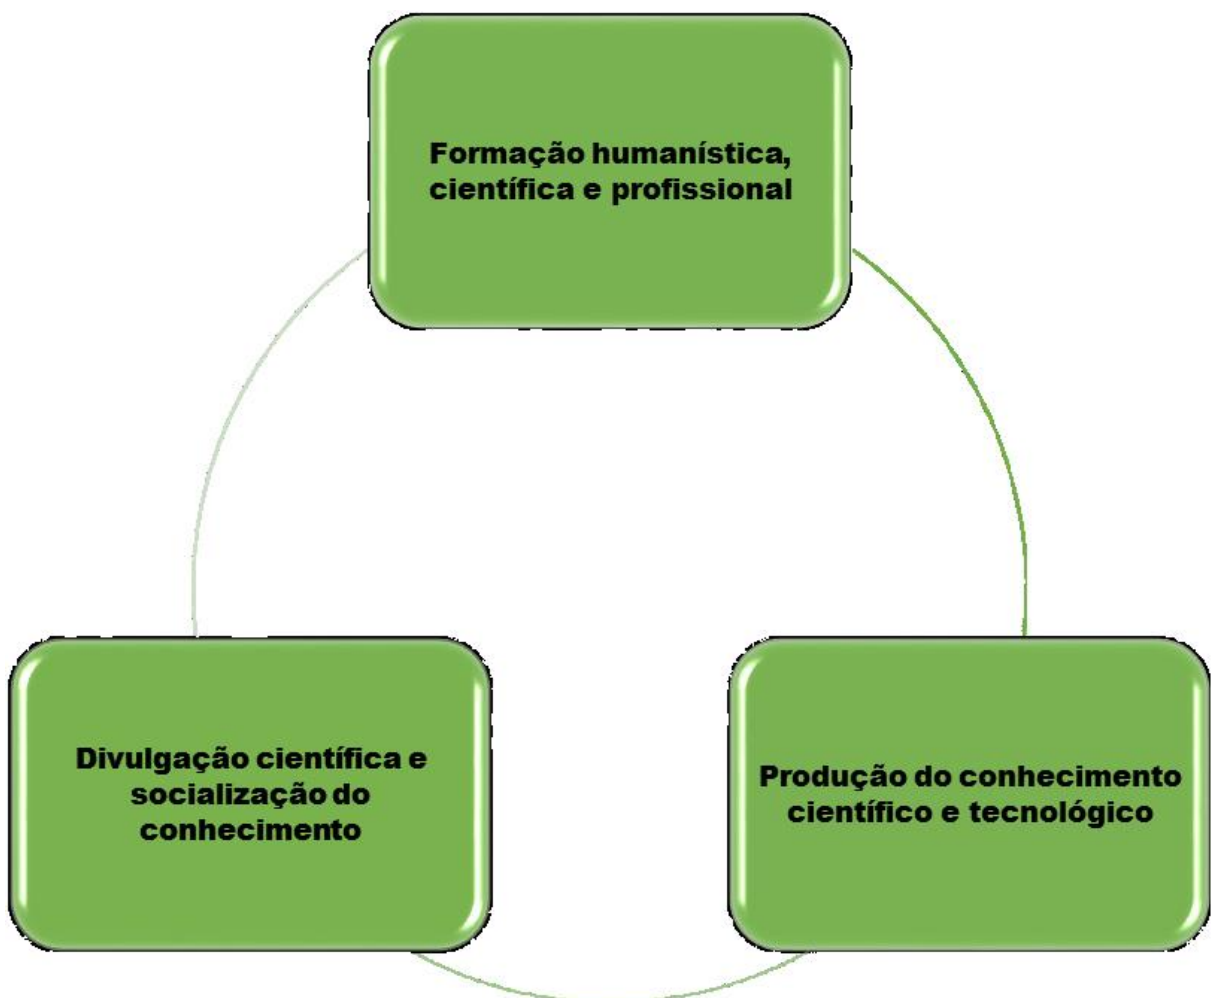 Formação humanística,
científica e profissional
Divulgação científica e
socialização do
conhecimento
Produção do conhecimento
científico e tecnológico